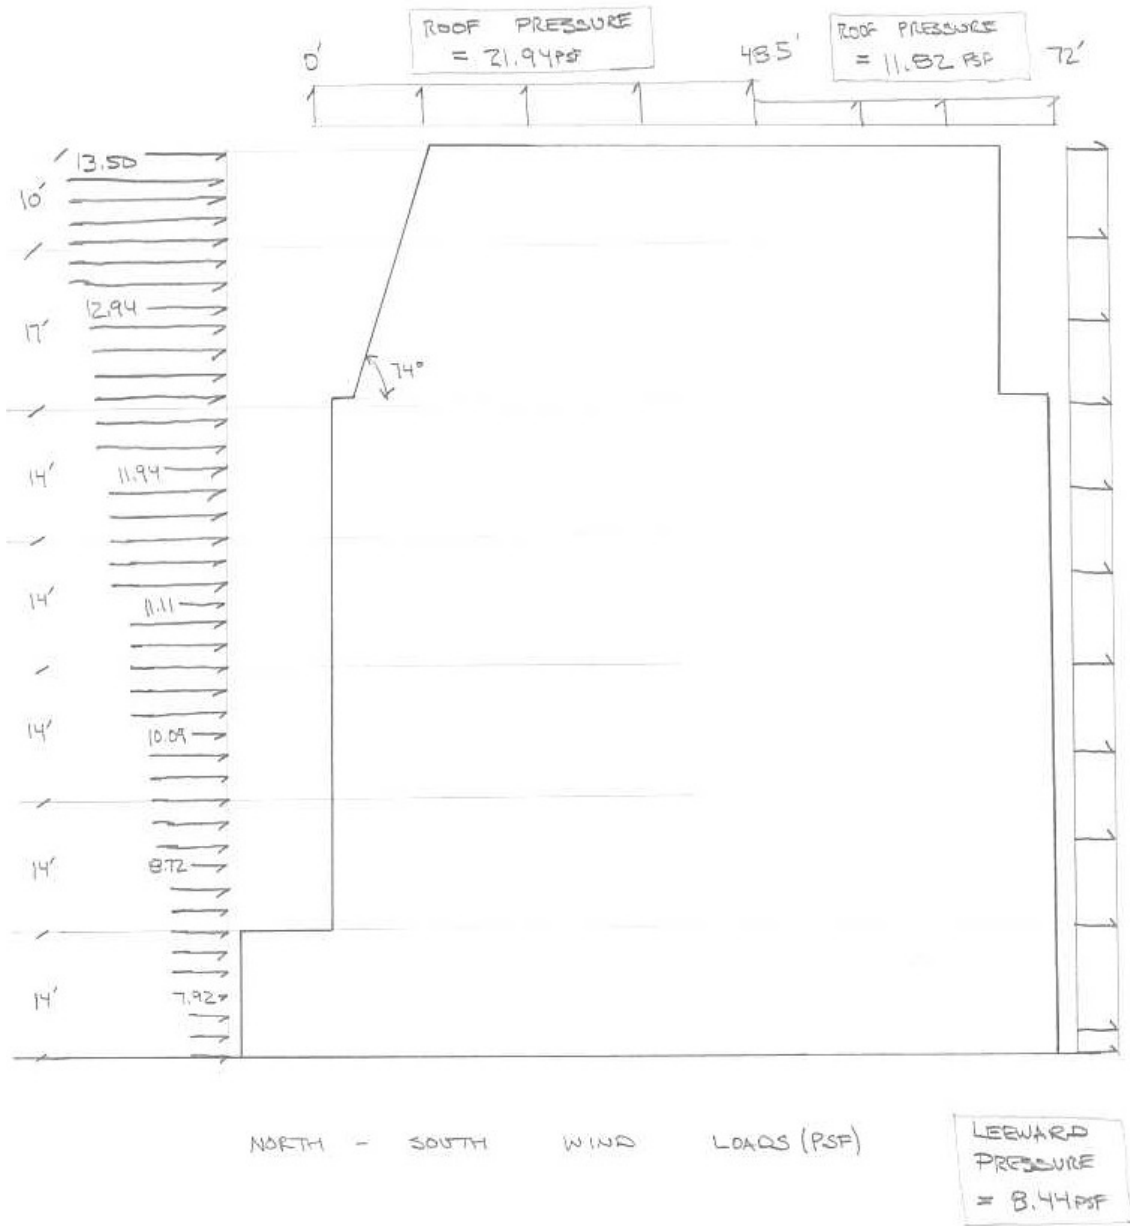 ROOF PRESSURE
= 21.94 PSF
ROOF PRESSURE
= 11.82 PSF
0'
48.5'
72'
13.50
10'
12.94
17'
74°
11.94
14'
11.11
14'
10.09
14'
8.72
14'
7.92
14'
NORTH - SOUTH WIND LOADS (PSF)
LEEWARD
PRESSURE
= 8.44 PSF